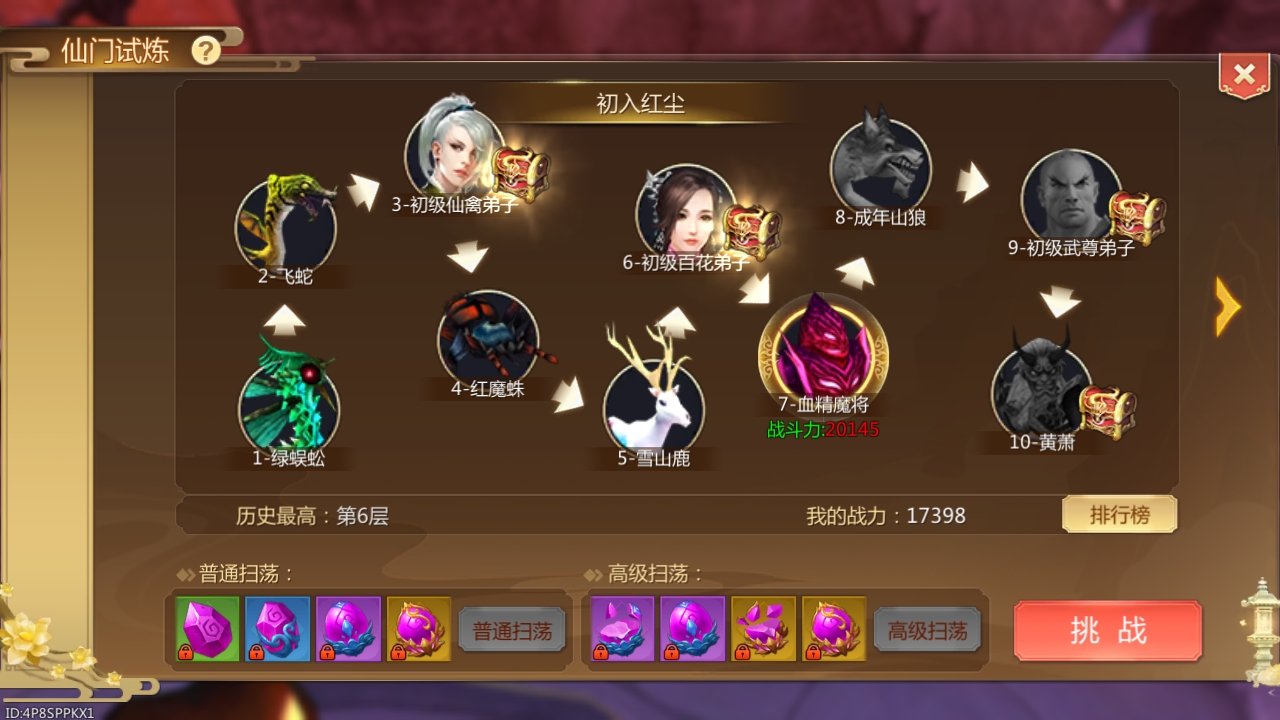 仙门试炼
?
初入红尘
3-初级仙禽弟子
8-成年山狼
9-初级武尊弟子
6-初级百花弟子
2-飞蛇
4-红魔蛛
7-血精魔将
战斗力:20145
1-绿蜈蚣
5-雪山鹿
10-黄萧
历史最高：第6层
我的战力：17398
排行榜
普通扫荡：
高级扫荡：
普通扫荡
高级扫荡
挑战
ID:4P8SPPKX1